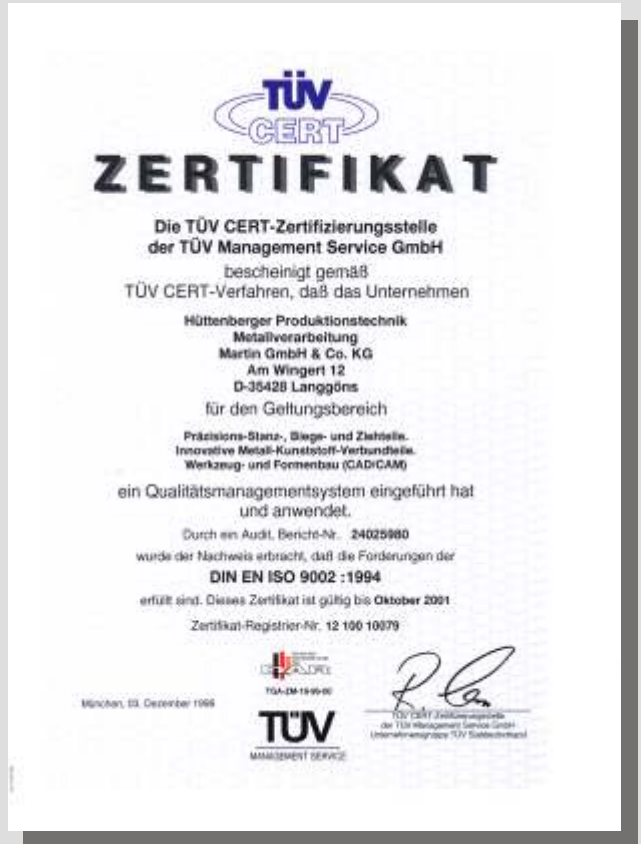 TÜV
CERT
ZERTIFIKAT
Die TÜV CERT-Zertifizierungsstelle
der TÜV Management Service GmbH
bescheinigt gemäß
TÜV CERT-Verfahren, daß das Unternehmen
Hüttenberger Produktionstechnik
Metallverarbeitung
Martin GmbH & Co. KG
Am Wingert 12
D-35428 Langgöns
für den Geltungsbereich
Präzisions-Stanz-, Biege- und Ziehteile.
Innovative Metall-Kunststoff-Verbundteile.
Werkzeug- und Formenbau (CAD/CAM)
ein Qualitätsmanagementsystem eingeführt hat
und anwendet.
Durch ein Audit, Bericht-Nr. 24025980
wurde der Nachweis erbracht, daß die Forderungen der
DIN EN ISO 9002 :1994
erfüllt sind. Dieses Zertifikat ist gültig bis Oktober 2001
Zertifikat-Registrier-Nr. 12 100 10079
München, 03. Dezember
TÜV
MANAGEMENT SERVICE
TÜV CERT-Zertifizierungsstelle
der TÜV Management Service GmbH
Unternehmensgruppe TÜV Süddeutschland